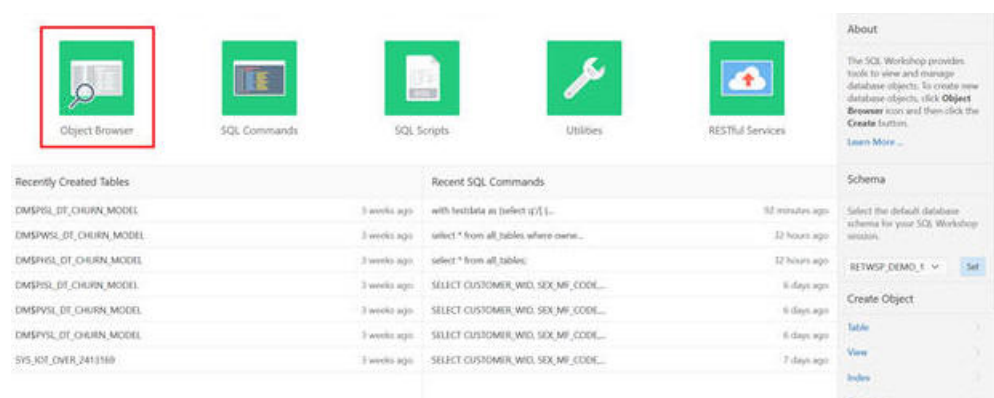 Object Browser
SQL Commands
SQL Scripts
Utilities
RESTful Services
Recently Created Tables
DM$PISL_DT_CHURN_MODEL 3 weeks ago
DM$PWSL_DT_CHURN_MODEL 3 weeks ago
DM$PHSL_DT_CHURN_MODEL 3 weeks ago
DM$PJSL_DT_CHURN_MODEL 3 weeks ago
DM$PVSL_DT_CHURN_MODEL 3 weeks ago
DM$PYSL_DT_CHURN_MODEL 3 weeks ago
SYS_IOT_OVER_2413169 3 weeks ago
Recent SQL Commands
with testdata as (select q'/[ {... 92 minutes ago
select * from all_tables where owne... 32 hours ago
select * from all_tables; 32 hours ago
SELECT CUSTOMER_WID, SEX_MF_CODE,... 6 days ago
SELECT CUSTOMER_WID, SEX_MF_CODE,... 6 days ago
SELECT CUSTOMER_WID, SEX_MF_CODE,... 6 days ago
SELECT CUSTOMER_WID, SEX_MF_CODE,... 7 days ago
About
The SQL Workshop provides
tools to view and manage
database objects. To create new
database objects, click Object
Browser icon and then click the
Create button.
Learn More ...
Schema
Select the default database
schema for your SQL Workshop
session.
RETWSP_DEMO_1 Set
Create Object
Table
View
Index